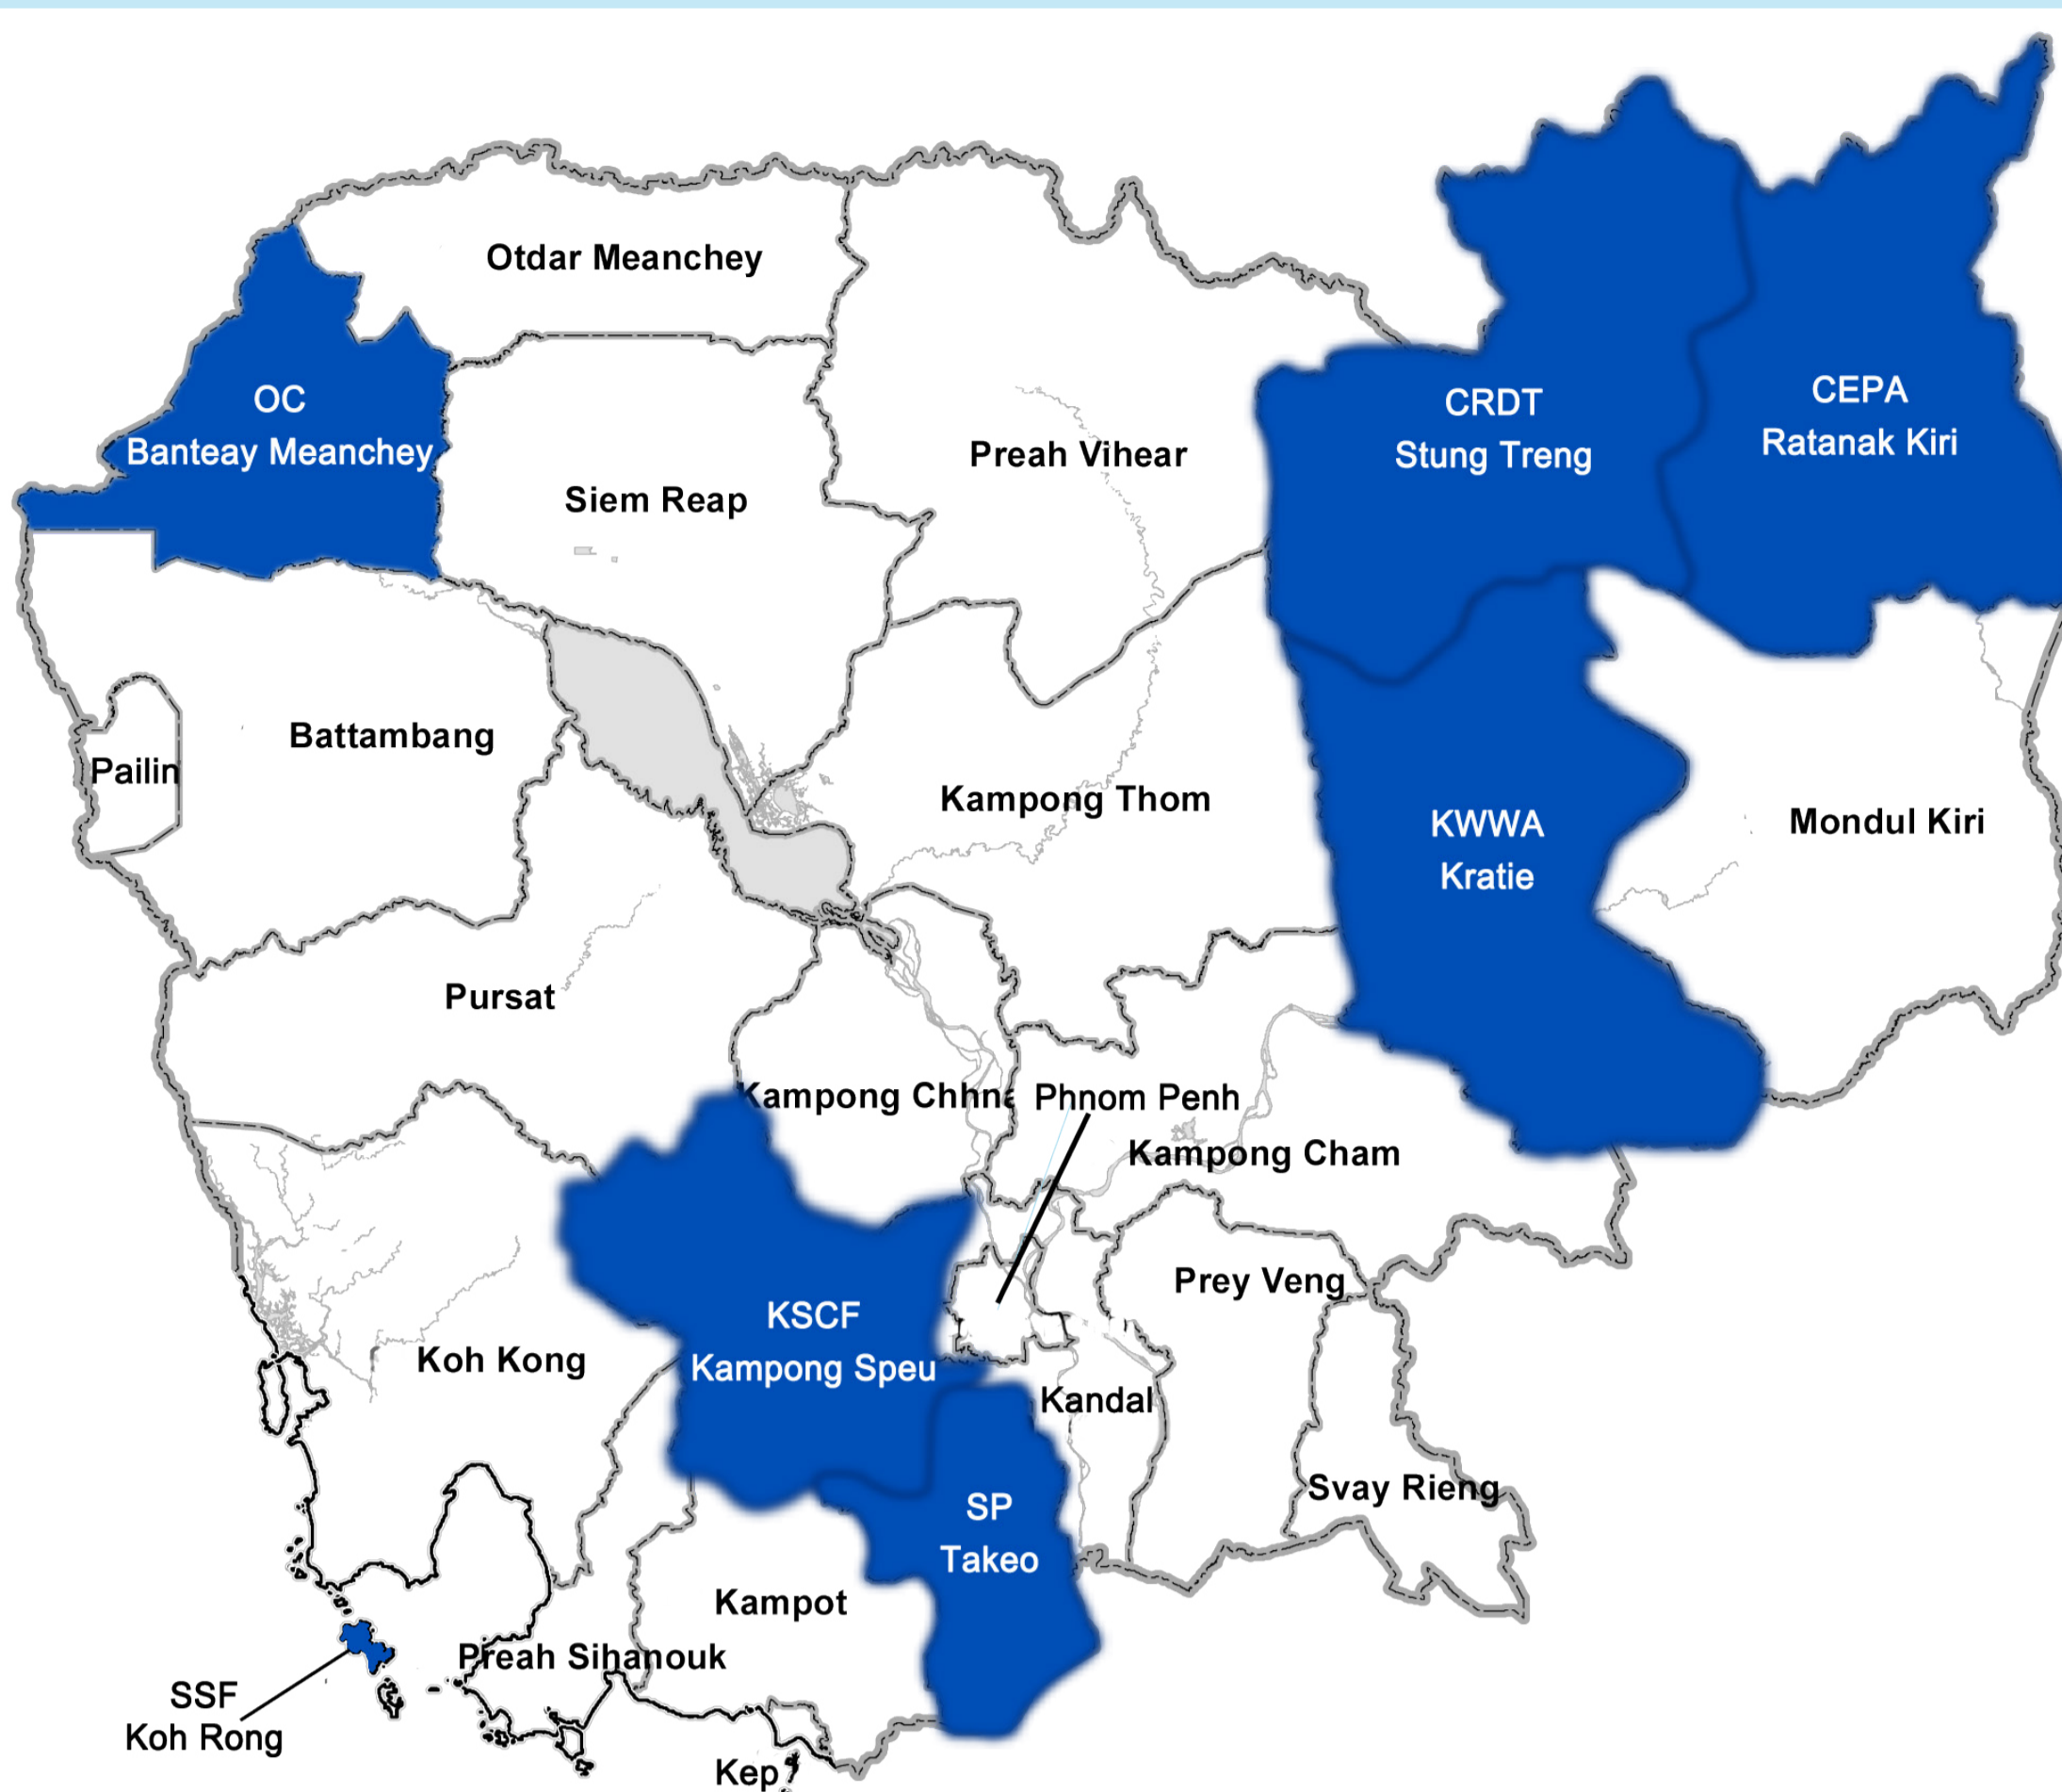 Otdar Meanchey
OC
Banteay Meanchey
Siem Reap
Preah Vihear
CRDT
Stung Treng
CEPA
Ratanak Kiri
Battambang
Pailin
Kampong Thom
KWWA
Kratie
Mondul Kiri
Pursat
Kampong Chhna
Phnom Penh
Kampong Cham
Prey Veng
KSCF
Kampong Speu
Koh Kong
Kandal
Svay Rieng
SP
Takeo
Kampot
Preah Sihanouk
SSF
Koh Rong
Kep